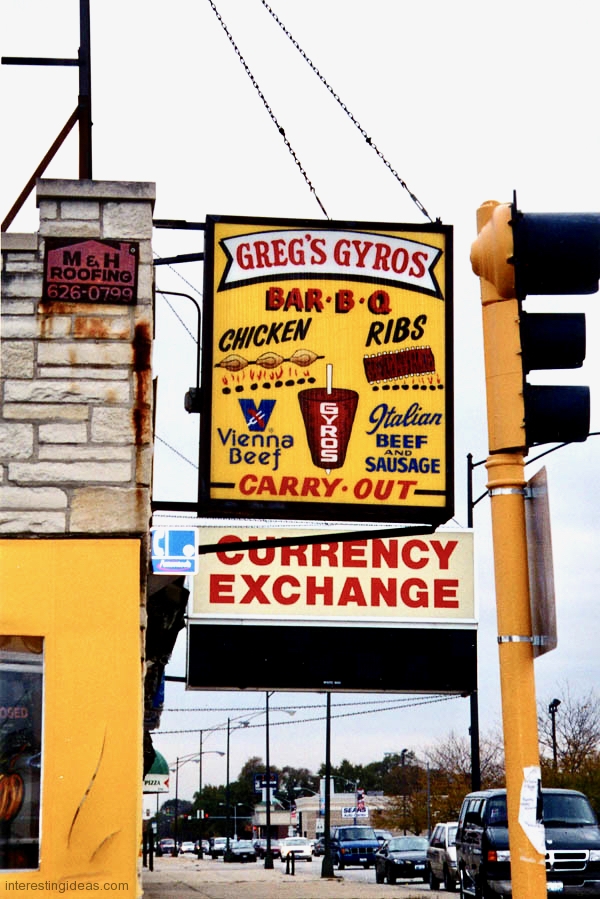 M & H
ROOFING
626-0799
GREG'S GYROS
BAR·B·Q
CHICKEN
RIBS
GYROS
V
Vienna
Beef
Italian
BEEF
AND
SAUSAGE
CARRY·OUT
CURRENCY
EXCHANGE
PIZZA
SEARS
interestingideas.com